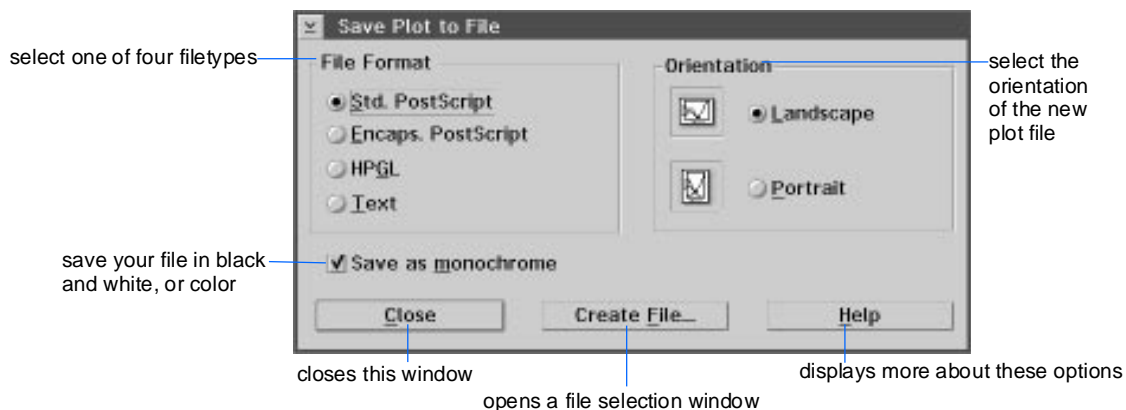 Save Plot to File
select one of four filetypes
File Format
Std. PostScript
Encaps. PostScript
HPGL
Text
Orientation
Landscape
Portrait
select the
orientation
of the new
plot file
save your file in black
and white, or color
Save as monochrome
Close
Create File...
Help
closes this window
opens a file selection window
displays more about these options